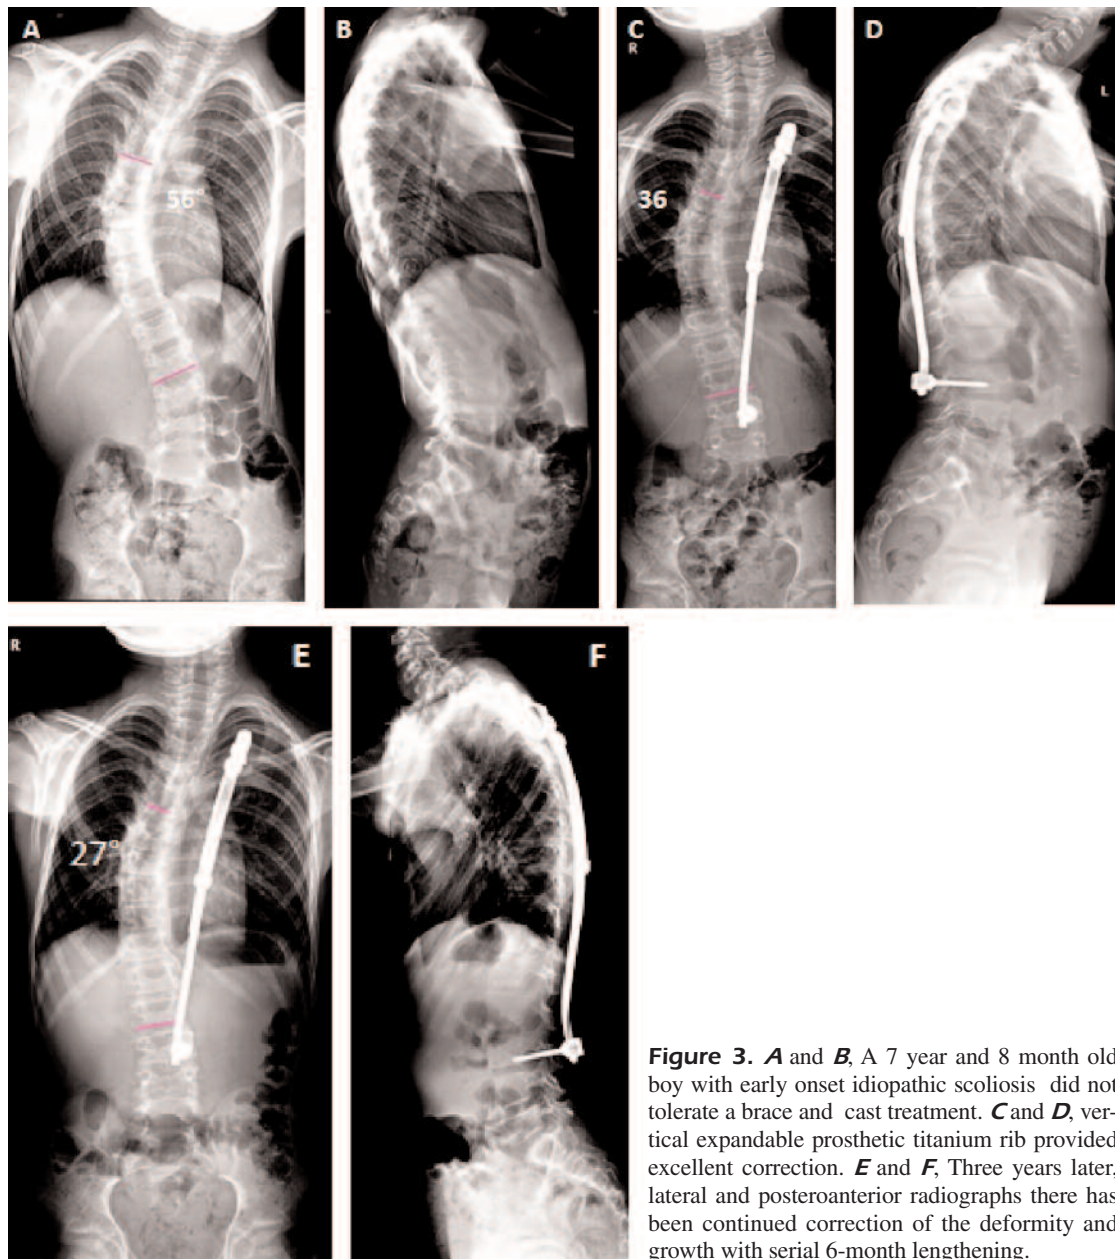 A
B
C
R
D
L
56°
36
R
E
F
27°
Figure 3. A and B, A 7 year and 8 month old
boy with early onset idiopathic scoliosis did not
tolerate a brace and cast treatment. C and D, ver-
tical expandable prosthetic titanium rib provided
excellent correction. E and F, Three years later,
lateral and posteroanterior radiographs there has
been continued correction of the deformity and
growth with serial 6-month lengthening.